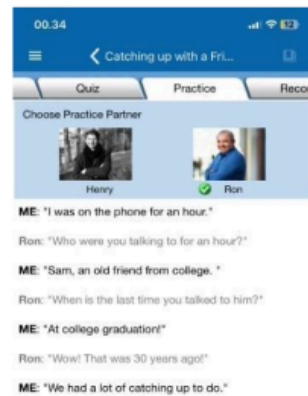 00.34
Catching up with a Fri...
Quiz Practice Reco
Choose Practice Partner
Henry Ron
ME: "I was on the phone for an hour."
Ron: "Who were you talking to for an hour?"
ME: "Sam, an old friend from college. "
Ron: "When is the last time you talked to him?"
ME: "At college graduation!"
Ron: "Wow! That was 30 years ago!"
ME: "We had a lot of catching up to do."